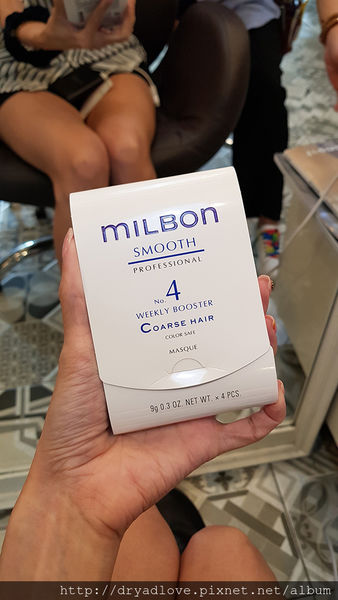 MILBON
SMOOTH
PROFESSIONAL
No. 4
WEEKLY BOOSTER
COARSE HAIR
COLOR SAFE
MASQUE
9g 0.3 OZ. NET WT. × 4 PCS.
http://dryadlove.pixnet.net/album